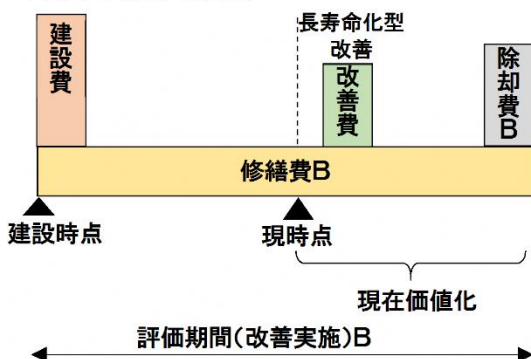 建設費
長寿命化型
改善
改善費
除却費B
修繕費B
建設時点
現時点
現在価値化
評価期間(改善実施)B